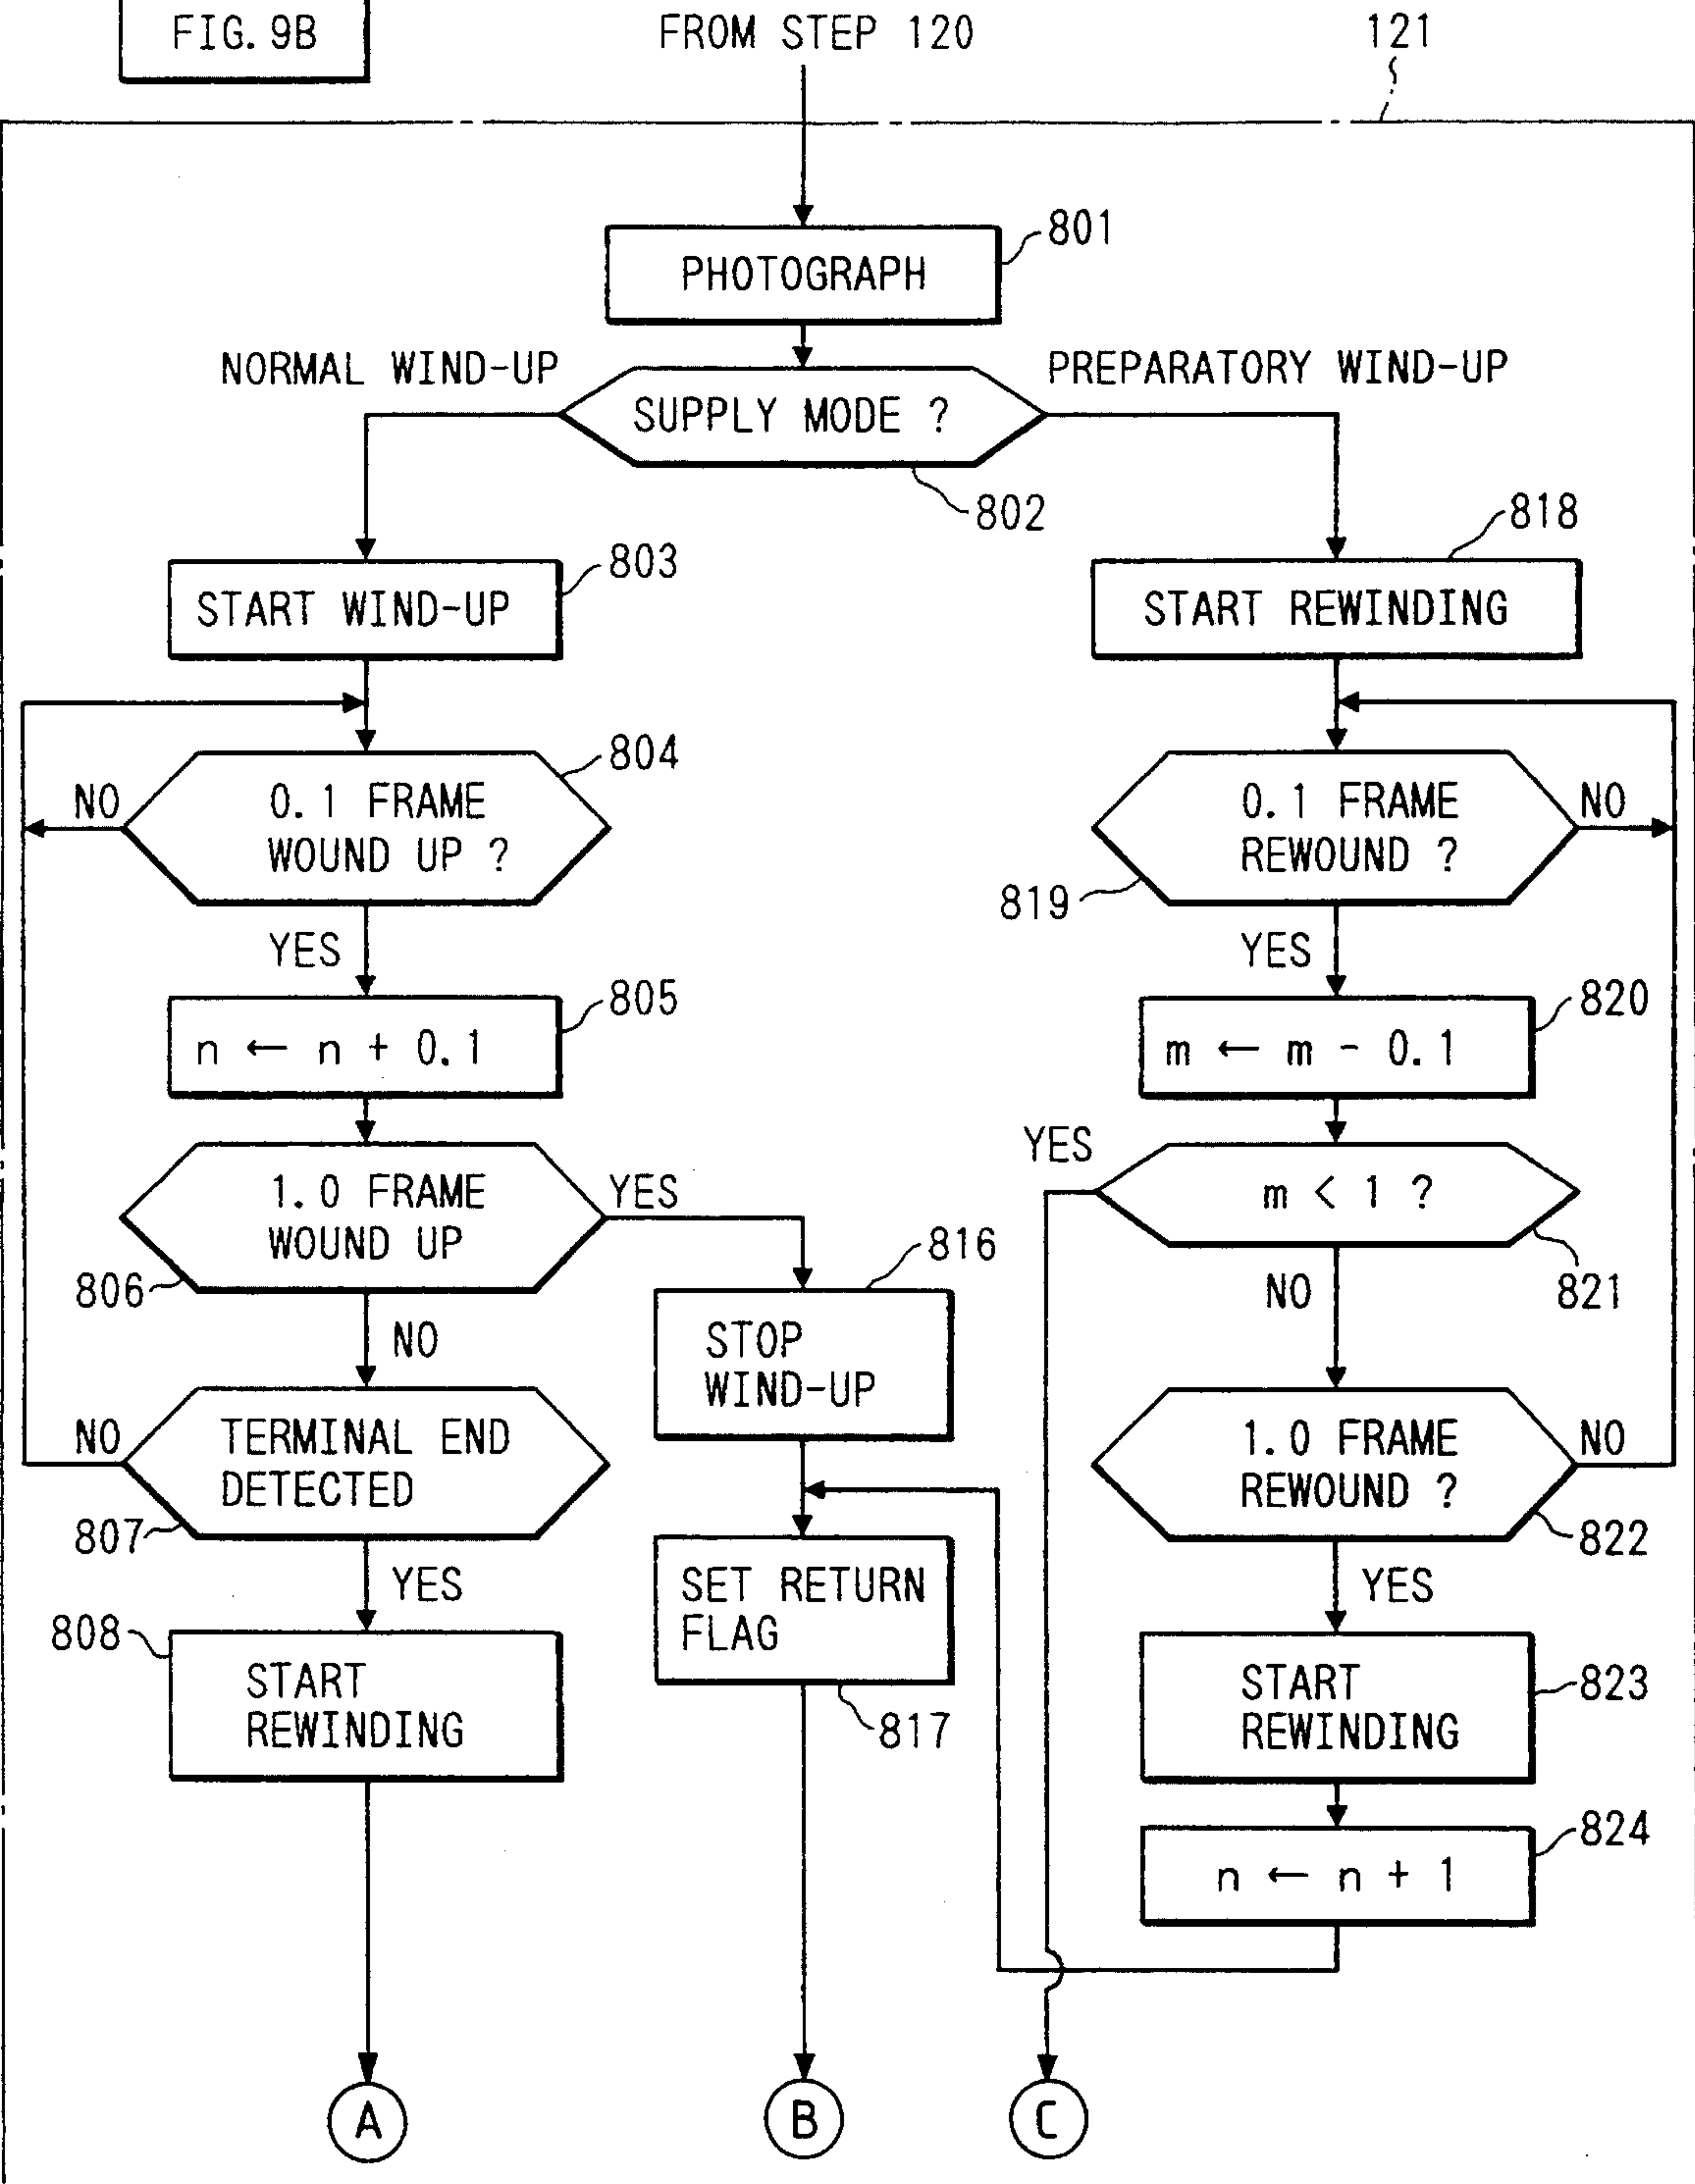 FIG. 9B
FROM STEP 120
121
801
PHOTOGRAPH
NORMAL WIND-UP
PREPARATORY WIND-UP
SUPPLY MODE ?
802
818
803
START WIND-UP
START REWINDING
804
NO
0.1 FRAME
WOUND UP ?
0.1 FRAME
REWOUND ?
NO
819
YES
YES
805
n ← n + 0.1
820
m ← m - 0.1
YES
1.0 FRAME
WOUND UP
YES
m < 1 ?
816
806
821
NO
NO
STOP
WIND-UP
NO
TERMINAL END
DETECTED
1.0 FRAME
REWOUND ?
NO
807
822
YES
SET RETURN
FLAG
YES
808
START
REWINDING
START
REWINDING
823
817
824
n ← n + 1
A
B
C